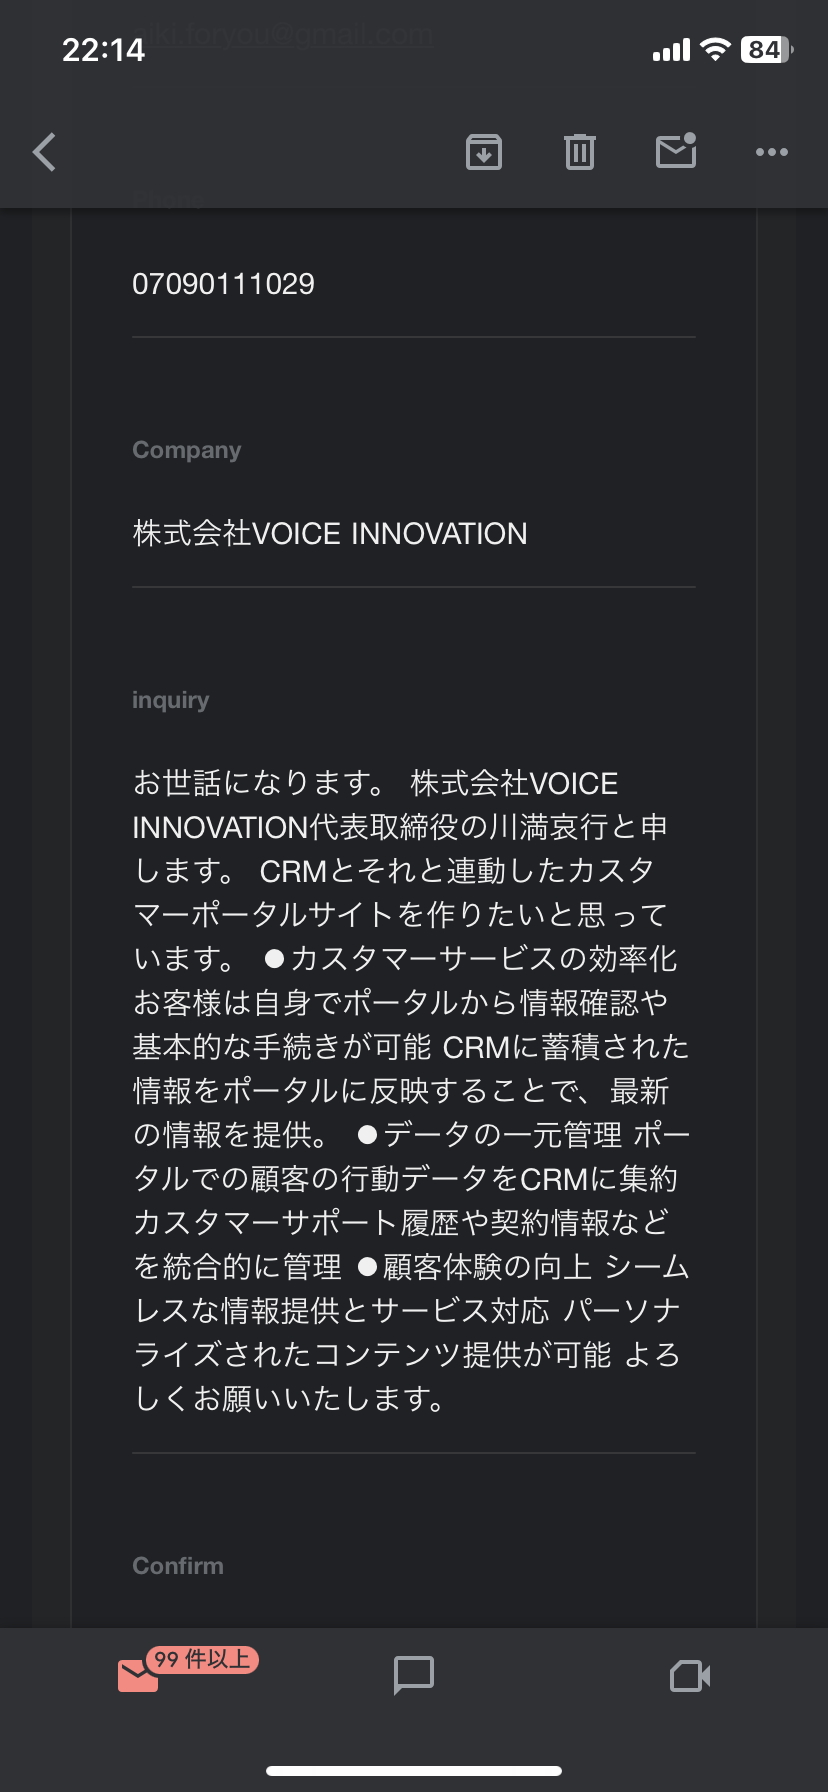 22:14
84
07090111029
Company
株式会社VOICE INNOVATION
inquiry
お世話になります。 株式会社VOICE
INNOVATION代表取締役の川満哀行と申
します。 CRMとそれと連動したカスタ
マーポータルサイトを作りたいと思って
います。 ●カスタマーサービスの効率化
お客様は自身でポータルから情報確認や
基本的な手続きが可能 CRMに蓄積された
情報をポータルに反映することで、最新
の情報を提供。 ●データの一元管理 ポー
タルでの顧客の行動データをCRMに集約
カスタマーサポート履歴や契約情報など
を統合的に管理 ●顧客体験の向上 シーム
レスな情報提供とサービス対応 パーソナ
ライズされたコンテンツ提供が可能 よろ
しくお願いいたします。
Confirm
99 件以上